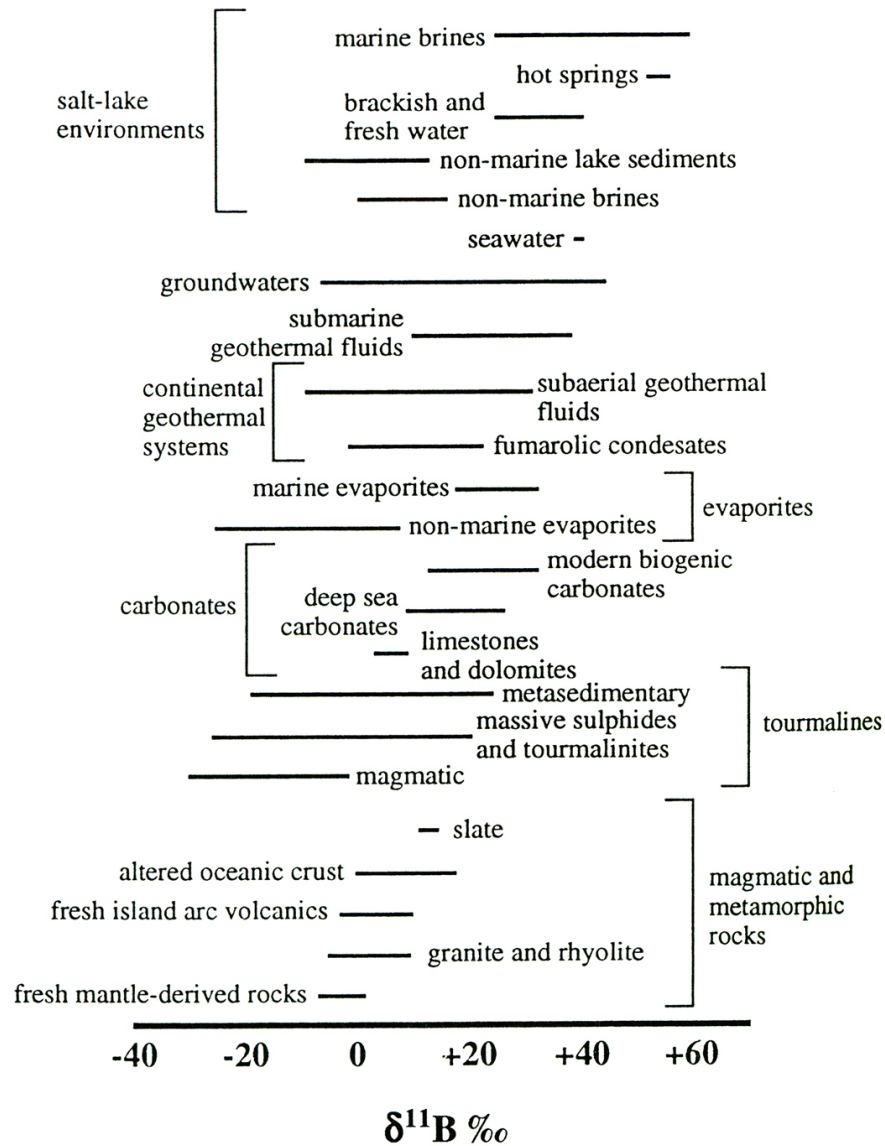 marine brines
hot springs
salt-lake
environments
brackish and
fresh water
non-marine lake sediments
non-marine brines
seawater
groundwaters
submarine
geothermal fluids
continental
geothermal
systems
subaerial geothermal
fluids
fumarolic condesates
marine evaporites
evaporites
non-marine evaporites
modern biogenic
carbonates
carbonates
deep sea
carbonates
limestones
and dolomites
metasedimentary
massive sulphides
and tourmalinites
tourmalines
magmatic
slate
altered oceanic crust
magmatic and
metamorphic
rocks
fresh island arc volcanics
granite and rhyolite
fresh mantle-derived rocks
-40 -20 0 +20 +40 +60
δ¹¹B ‰